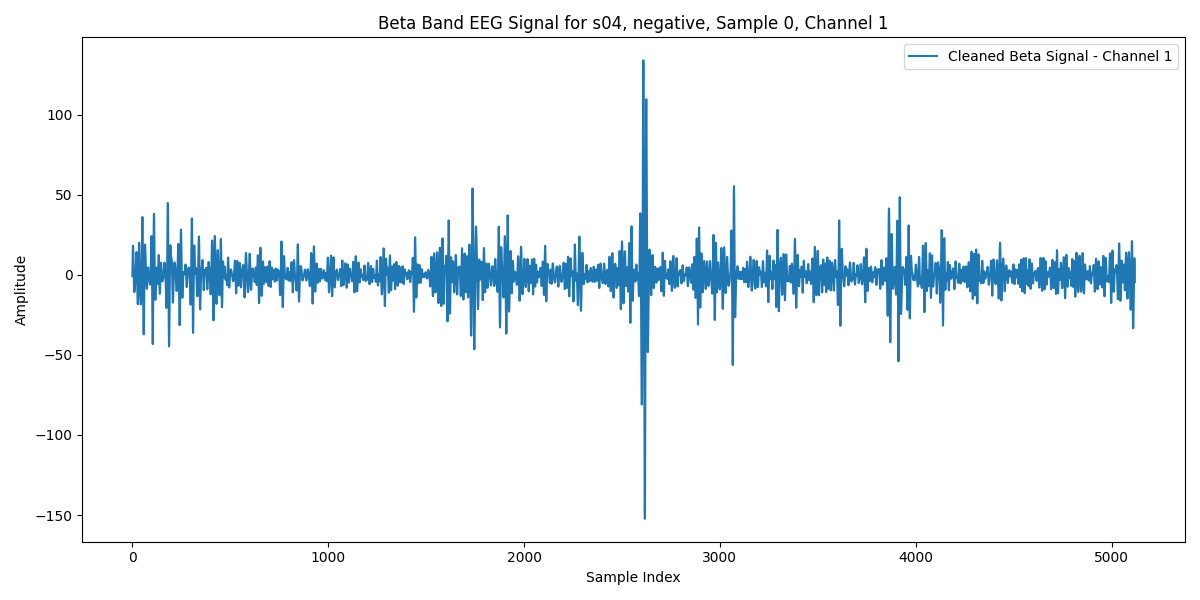 Beta Band EEG Signal for s04, negative, Sample 0, Channel 1
Cleaned Beta Signal - Channel 1
Amplitude
100
50
0
−50
−100
−150
0 1000 2000 3000 4000 5000
Sample Index